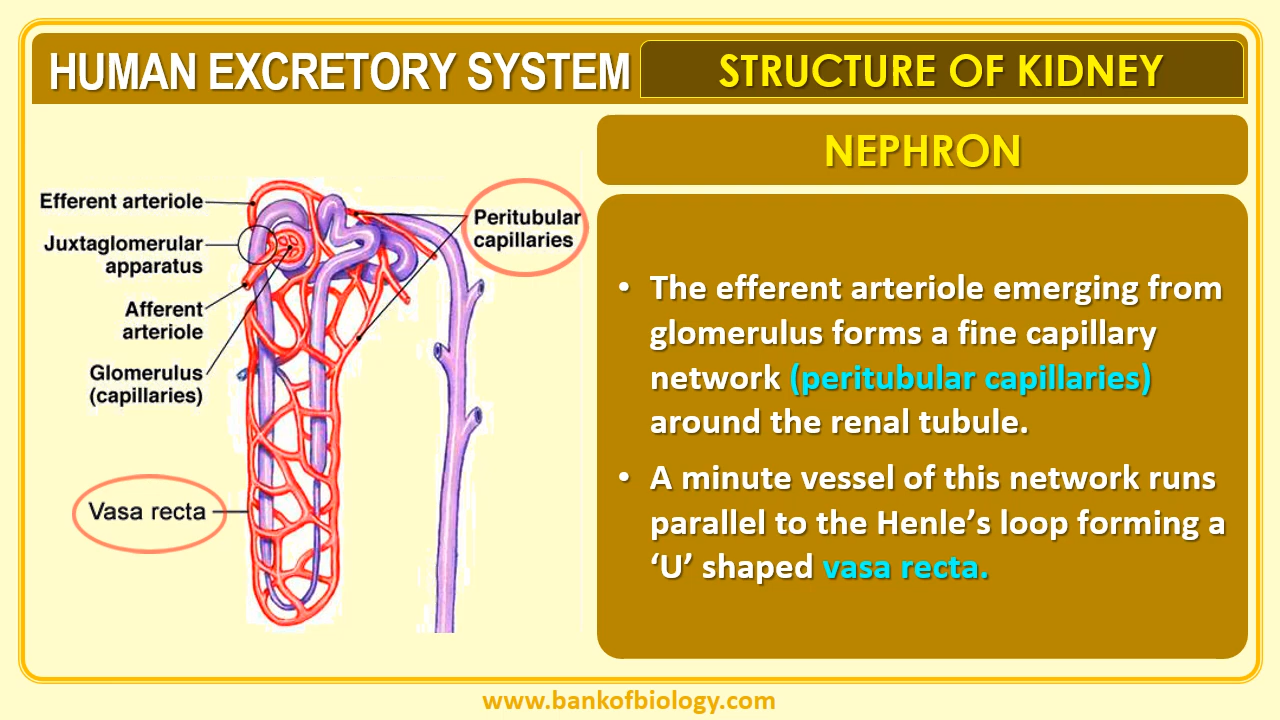 HUMAN EXCRETORY SYSTEM
STRUCTURE OF KIDNEY
NEPHRON
Efferent arteriole
Juxtaglomerular
apparatus
Afferent
arteriole
Glomerulus
(capillaries)
Vasa recta
Peritubular
capillaries
• The efferent arteriole emerging from
glomerulus forms a fine capillary
network (peritubular capillaries)
around the renal tubule.
• A minute vessel of this network runs
parallel to the Henle’s loop forming a
‘U’ shaped vasa recta.
www.bankofbiology.com